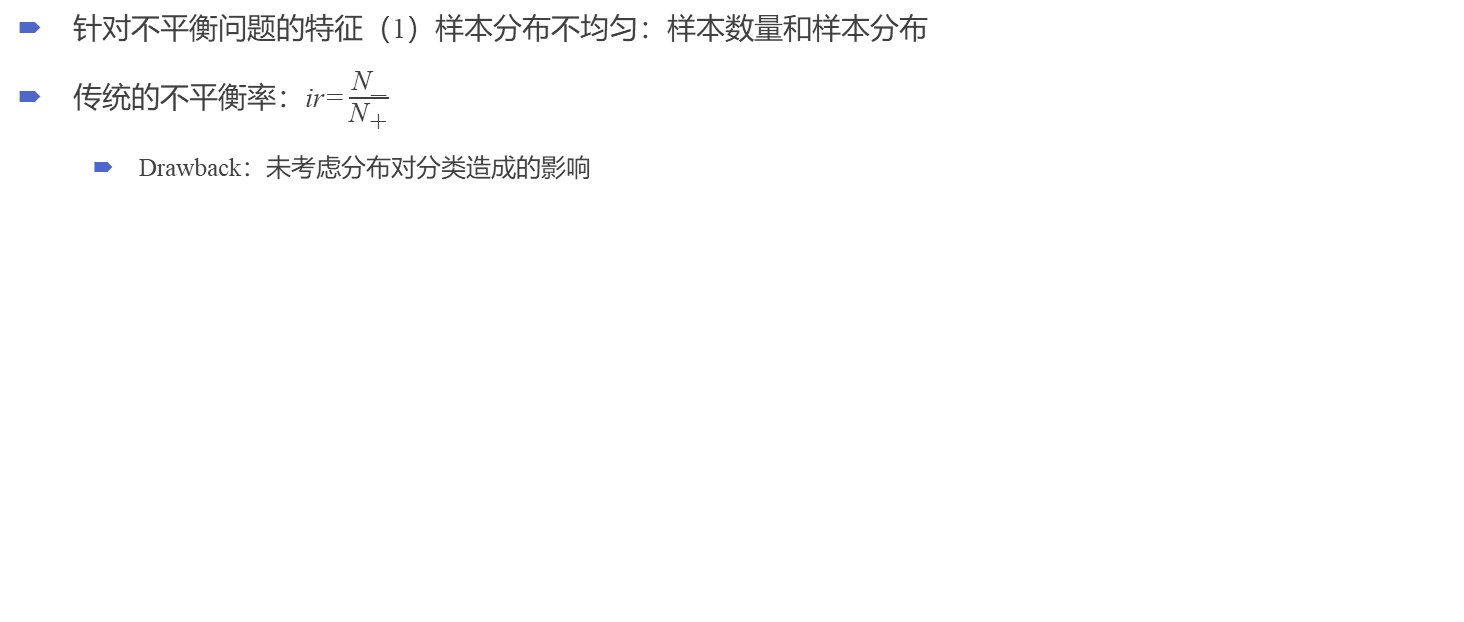 针对不平衡问题的特征（1）样本分布不均匀：样本数量和样本分布
传统的不平衡率：ir=N_/N+
Drawback：未考虑分布对分类造成的影响